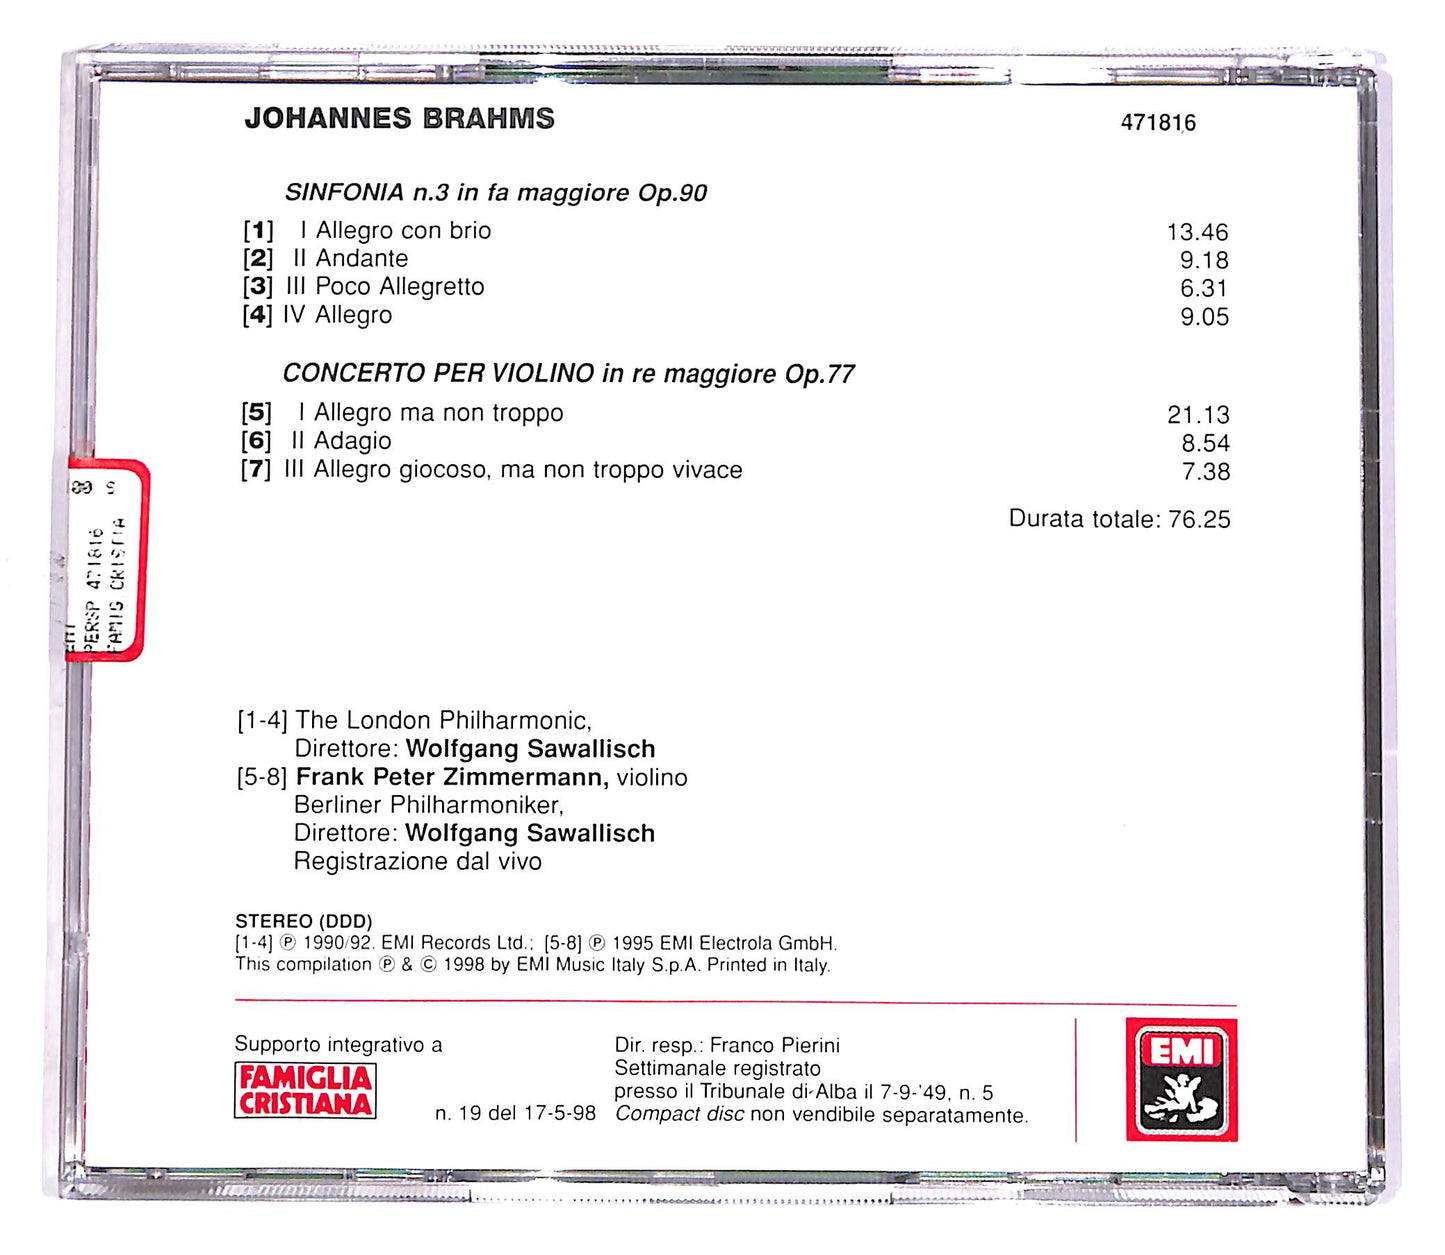 JOHANNES BRAHMS 471816
SINFONIA n.3 in fa maggiore Op.90
[1] I Allegro con brio 13.46
[2] II Andante 9.18
[3] III Poco Allegretto 6.31
[4] IV Allegro 9.05
CONCERTO PER VIOLINO in re maggiore Op.77
[5] I Allegro ma non troppo 21.13
[6] II Adagio 8.54
[7] III Allegro giocoso, ma non troppo vivace 7.38
Durata totale: 76.25
EMI
PERSP 471816
FAMIG CRISTIA
[1-4] The London Philharmonic,
Direttore: Wolfgang Sawallisch
[5-8] Frank Peter Zimmermann, violino
Berliner Philharmoniker,
Direttore: Wolfgang Sawallisch
Registrazione dal vivo
STEREO (DDD)
[1-4] ℗ 1990/92. EMI Records Ltd.; [5-8] ℗ 1995 EMI Electrola GmbH.
This compilation ℗ & © 1998 by EMI Music Italy S.p.A. Printed in Italy.
Supporto integrativo a
FAMIGLIA
CRISTIANA
n. 19 del 17-5-98
Dir. resp.: Franco Pierini
Settimanale registrato
presso il Tribunale di Alba il 7-9-'49, n. 5
Compact disc non vendibile separatamente.
EMI